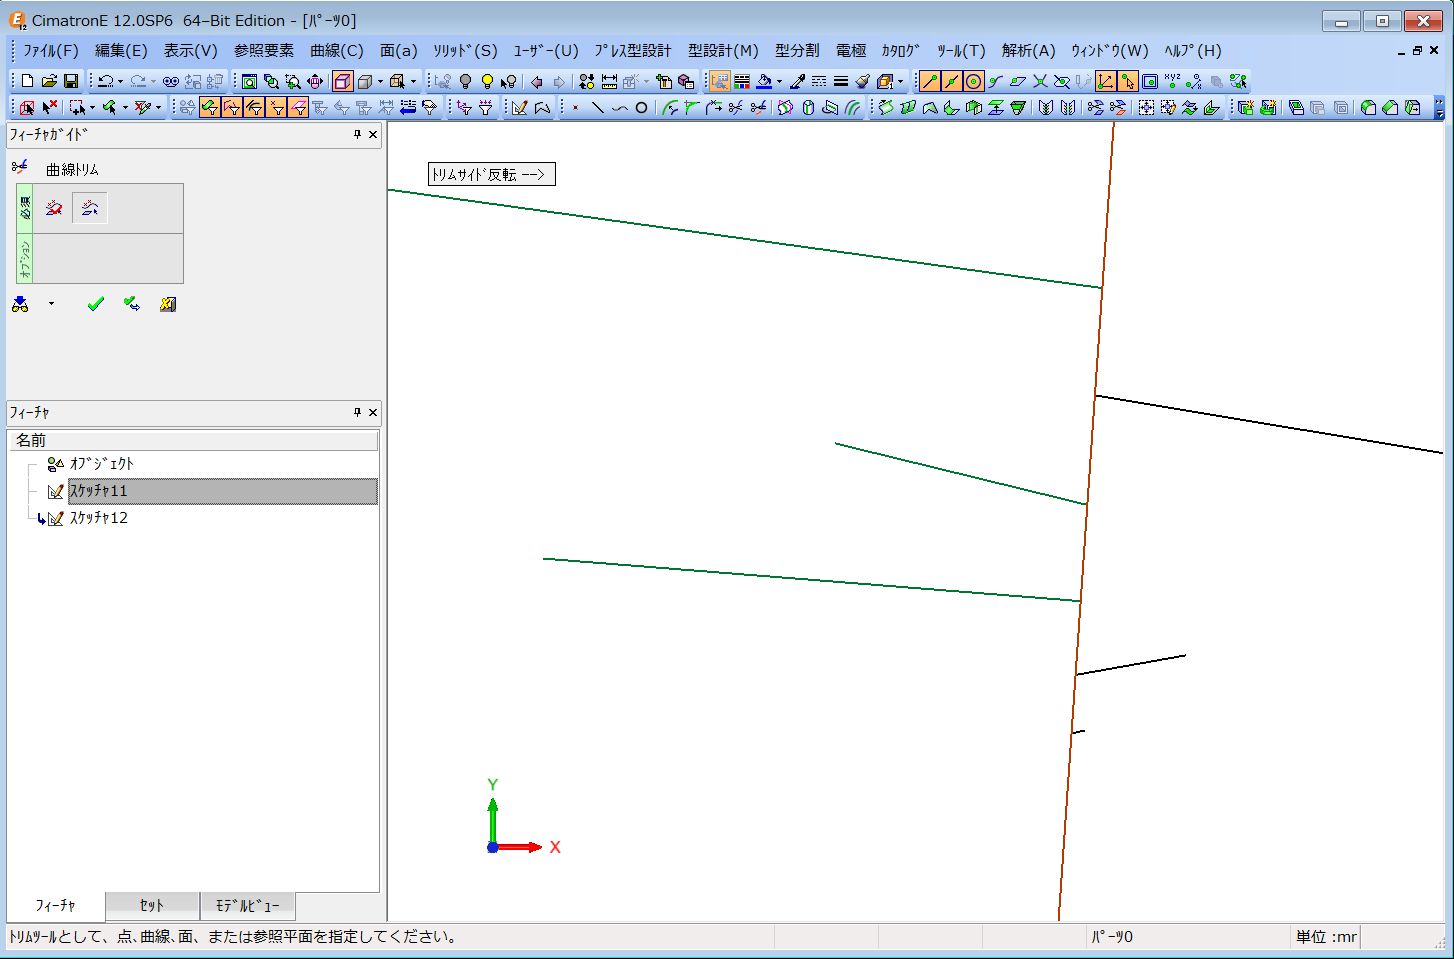 CimatronE 12.0SP6 64-Bit Edition - [ﾊﾟｰﾂ0]
ﾌｧｲﾙ(F) 編集(E) 表示(V) 参照要素 曲線(C) 面(a) ｿﾘｯﾄﾞ(S) ﾕｰｻﾞｰ(U) ﾌﾟﾚｽ型設計 型設計(M) 型分割 電極 ｶﾀﾛｸﾞ ﾂｰﾙ(T) 解析(A) ｳｨﾝﾄﾞｳ(W) ﾍﾙﾌﾟ(H)
ﾌｨｰﾁｬｶﾞｲﾄﾞ
曲線ﾄﾘﾑ
必須
ｵﾌﾟｼｮﾝ
ﾄﾘﾑｻｲﾄﾞ反転 -->
ﾌｨｰﾁｬ
名前
ｵﾌﾞｼﾞｪｸﾄ
ｽｹｯﾁｬ11
ｽｹｯﾁｬ12
Y
X
ﾌｨｰﾁｬ ｾｯﾄ ﾓﾃﾞﾙﾋﾞｭｰ
ﾄﾘﾑﾂｰﾙとして、点、曲線、面、または参照平面を指定してください。 ﾊﾟｰﾂ0 単位 :mr